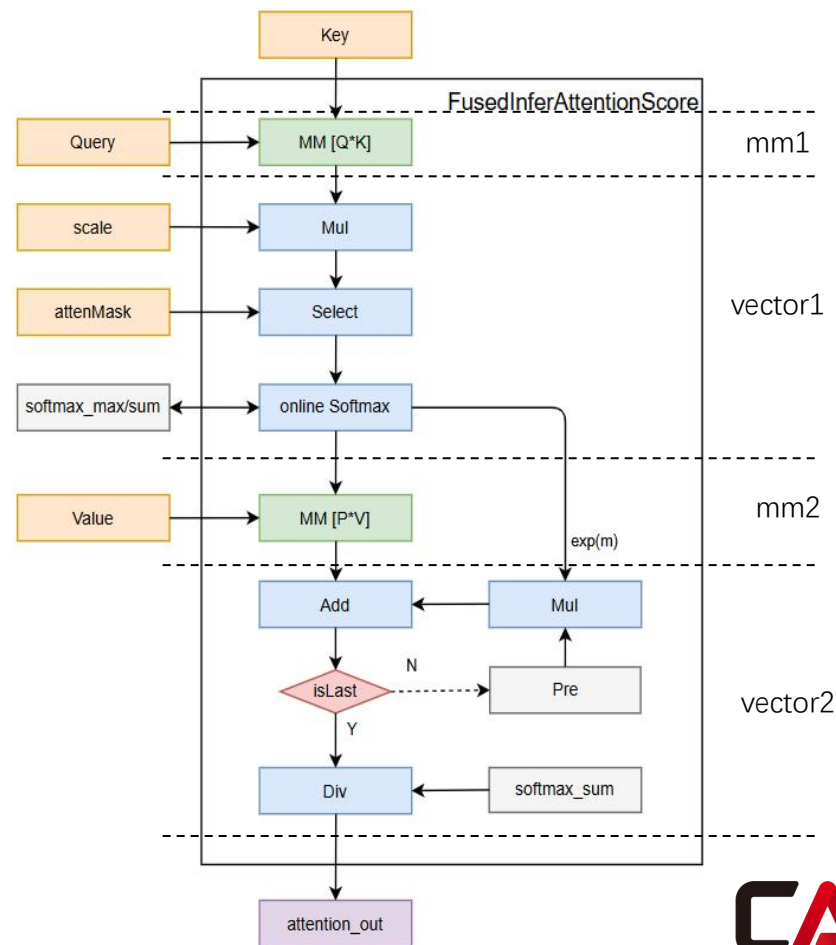 Key
FusedInferAttentionScore
Query
MM [Q*K]
mm1
scale
Mul
attenMask
Select
vector1
softmax_max/sum
online Softmax
Value
MM [P*V]
mm2
exp(m)
Add
Mul
isLast
N
Pre
vector2
Y
Div
softmax_sum
attention_out
CA